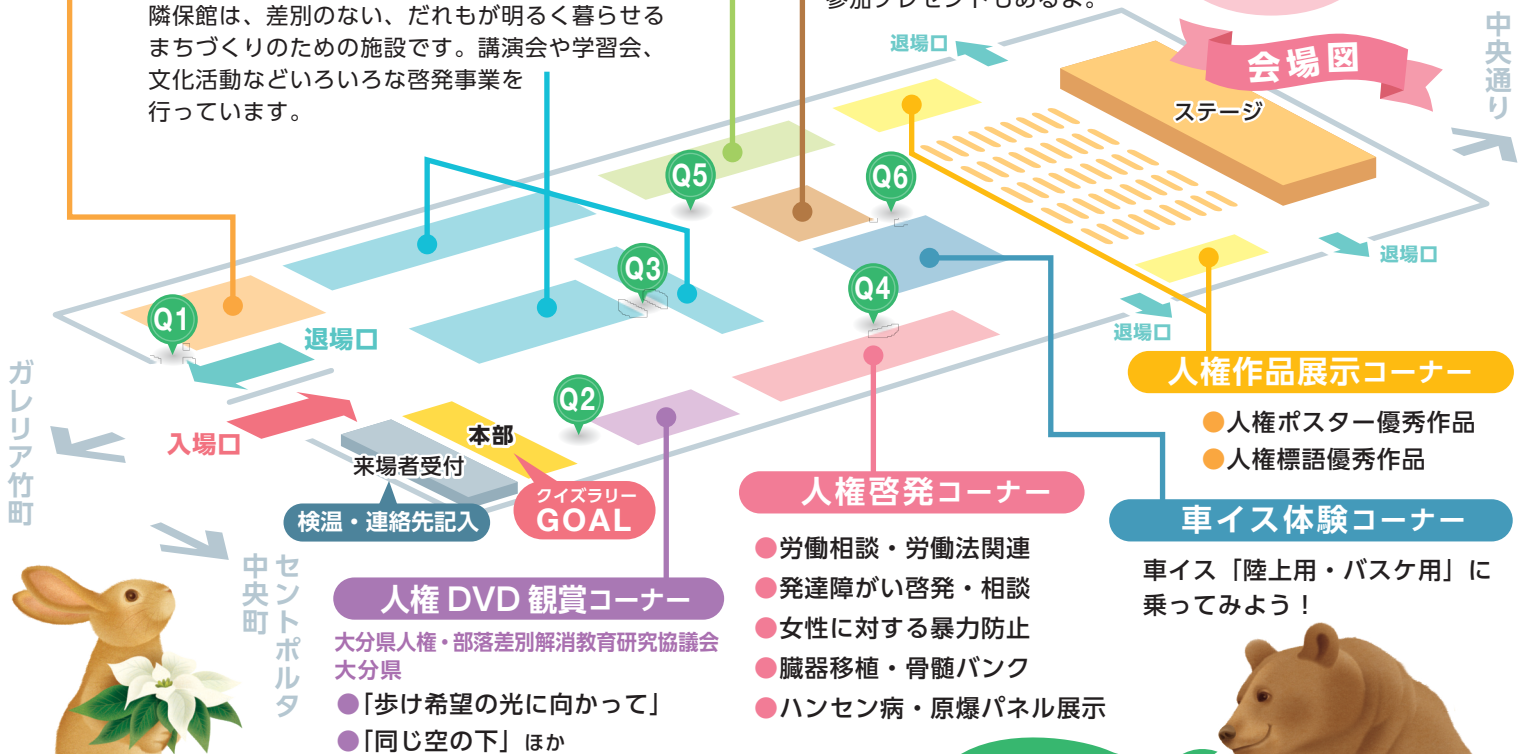 隣保館は、差別のない、だれもが明るく暮らせる
まちづくりのための施設です。講演会や学習会、
文化活動などいろいろな啓発事業を
行っています。
参加プレゼントもあるよ。
会場図
中央通り
ステージ
退場口
Q5
Q6
Q3
Q4
Q1
Q2
退場口
退場口
退場口
入場口
ガレリア竹町
本部
来場者受付
検温・連絡先記入
クイズラリー
GOAL
セントポルタ
中央町
人権作品展示コーナー
●人権ポスター優秀作品
●人権標語優秀作品
車イス体験コーナー
車イス「陸上用・バスケ用」に
乗ってみよう！
人権啓発コーナー
●労働相談・労働法関連
●発達障がい啓発・相談
●女性に対する暴力防止
●臓器移植・骨髄バンク
●ハンセン病・原爆パネル展示
人権 DVD 観賞コーナー
大分県人権・部落差別解消教育研究協議会
大分県
●「歩け希望の光に向かって」
●「同じ空の下」ほか